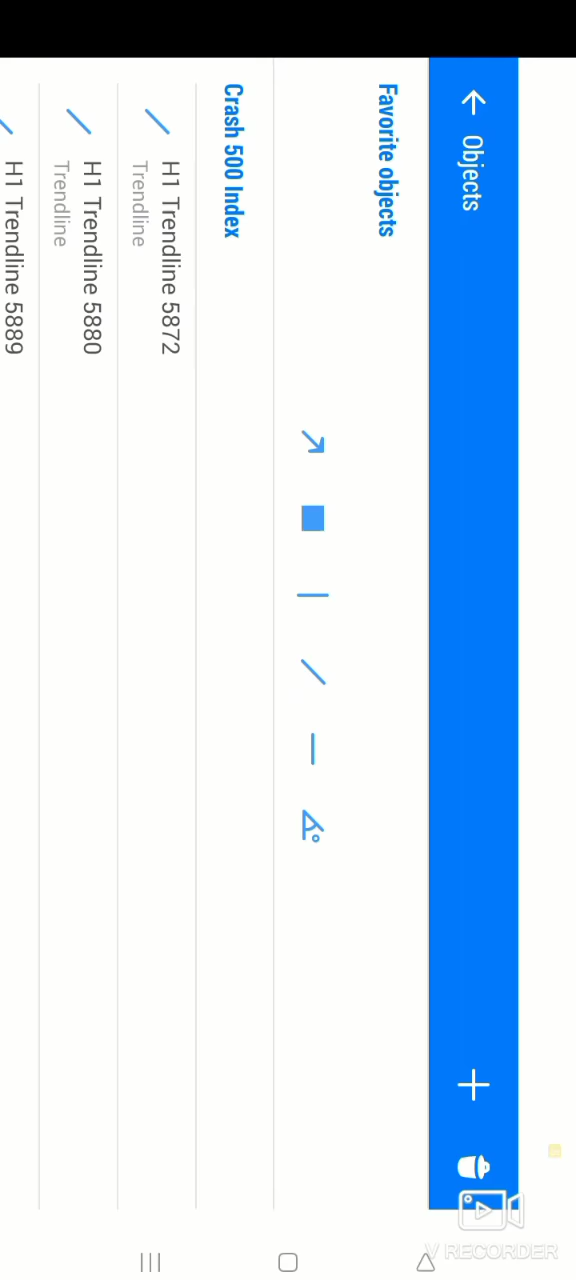 Objects
Favorite objects
Crash 500 Index
H1 Trendline 5872
Trendline
H1 Trendline 5880
Trendline
H1 Trendline 5889
V RECORDER